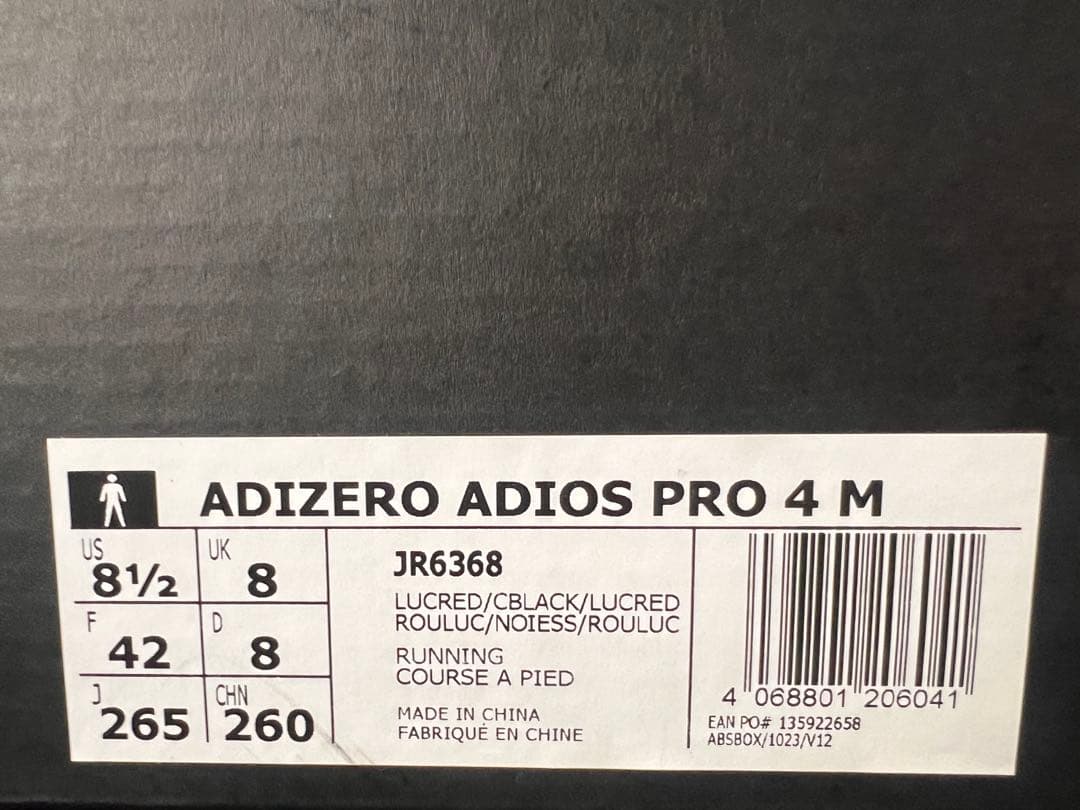 ADIZERO ADIOS PRO 4 M
US 8½
UK 8
F 42
D 8
J 265
CHN 260
JR6368
LUCRED/CBLACK/LUCRED
ROULUC/NOIESS/ROULUC
RUNNING
COURSE A PIED
MADE IN CHINA
FABRIQUÉ EN CHINE
4 068801 206041
EAN PO# 135922658
ABSBOX/1023/V12